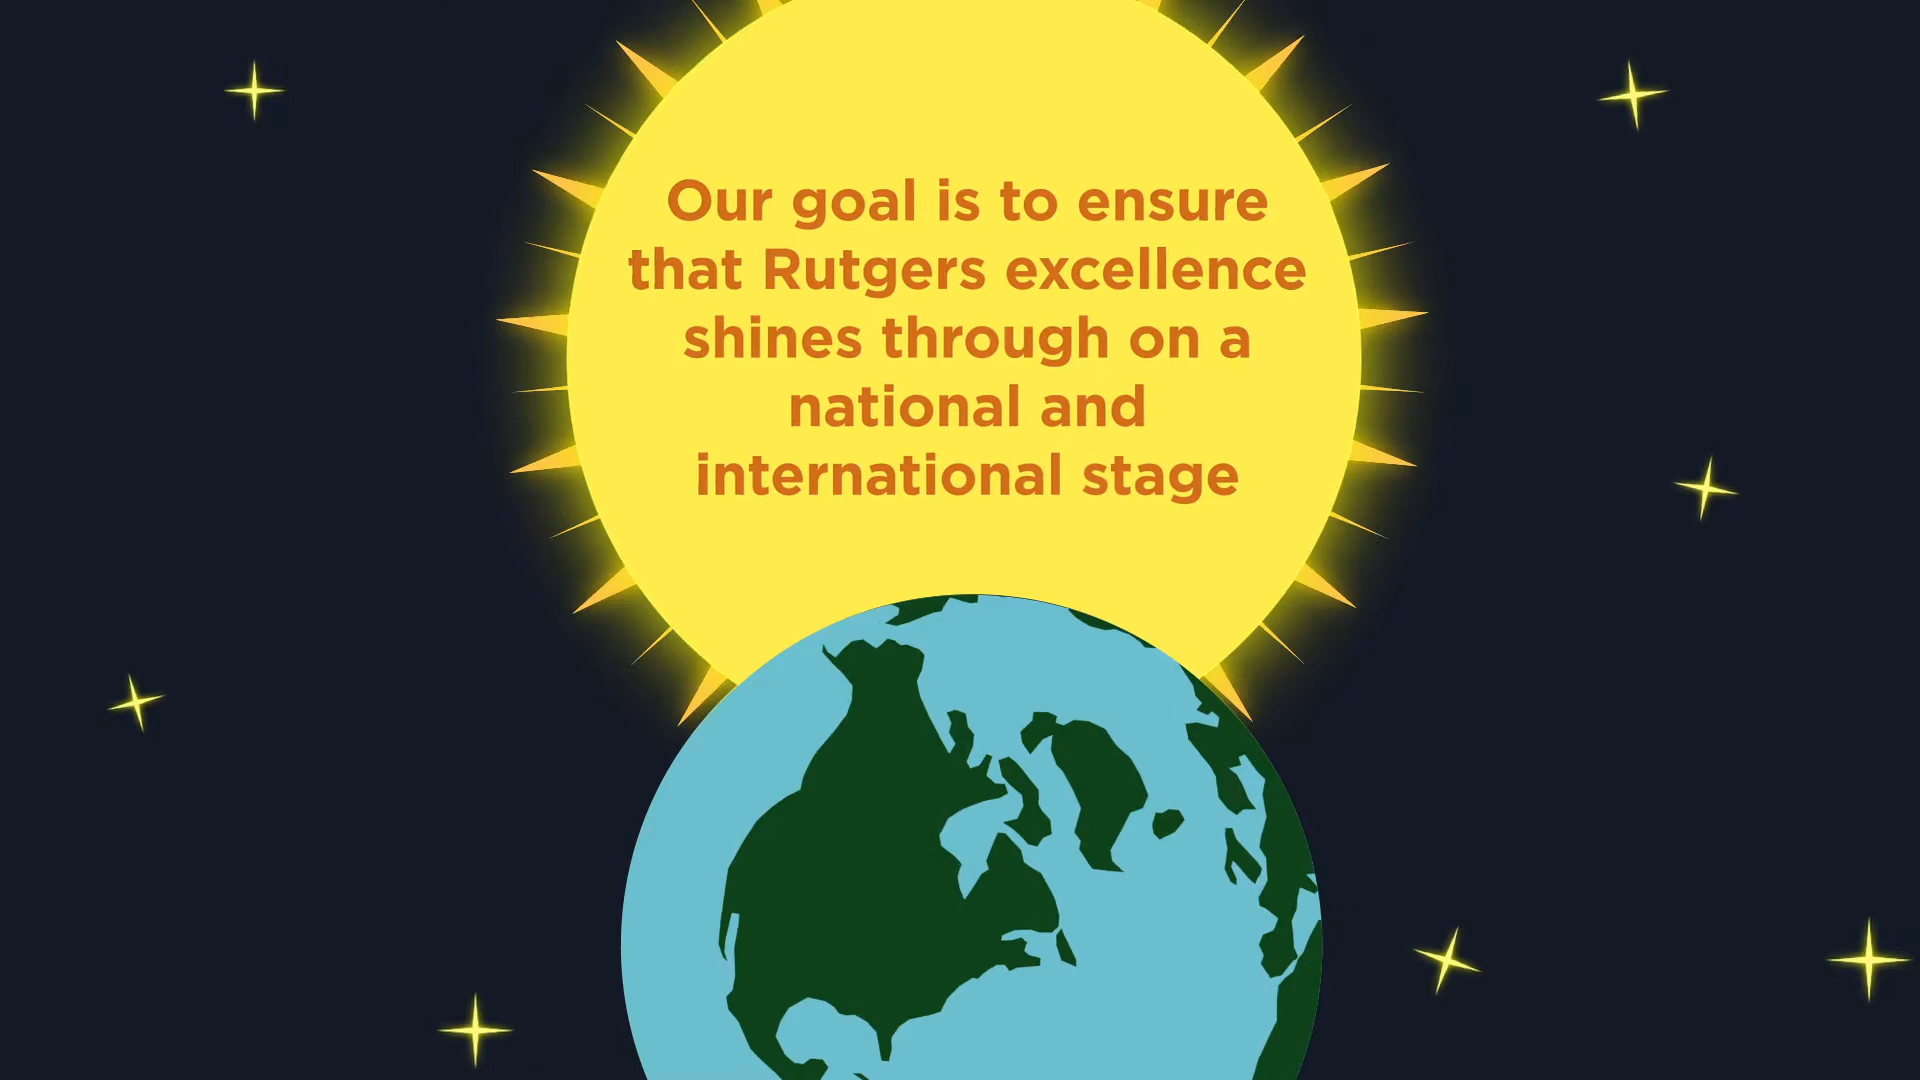 Our goal is to ensure
that Rutgers excellence
shines through on a
national and
international stage